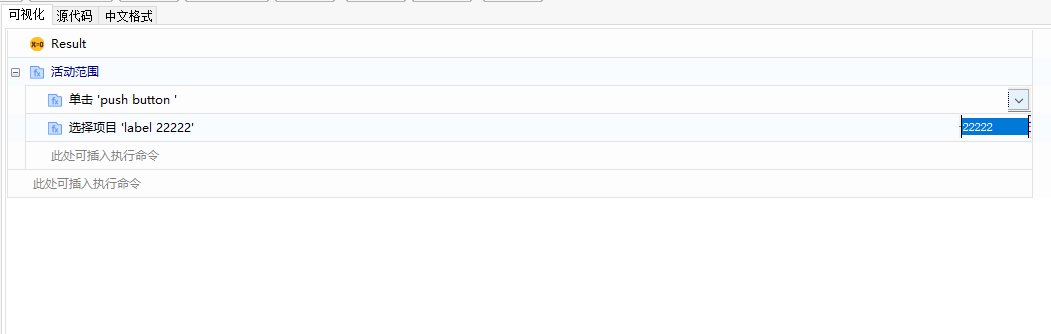 可视化 源代码 中文格式
Result
活动范围
单击 'push button '
选择项目 'label 22222'
22222
此处可插入执行命令
此处可插入执行命令